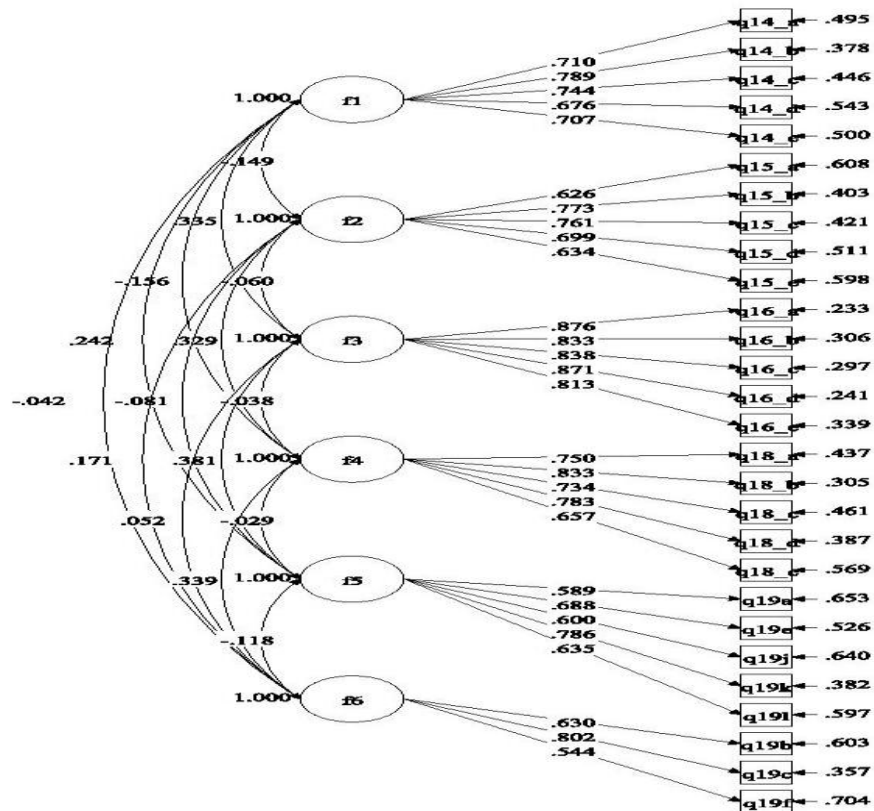 q14_a .495
.710 q14_b .378
.789
.744 q14_c .446
1.000 f1 .676 q14_d .543
.707
q14_e .500
-.149 q15_a .608
.626 q15_b .403
.773
.335 1.000 f2 .761 q15_c .421
.699 q15_d .511
.634
-.156 -.060 q15_e .598
q16_a .233
.876
.242 .329 1.000 f3 .833 q16_b .306
.838 q16_c .297
.871
-.042 -.081 -.038 .813 q16_d .241
q16_e .339
.171 .381 1.000 f4 .750 q18_a .437
.833 q18_b .305
.734
.783 q18_c .461
.052 -.029 .657 q18_d .387
q18_e .569
.339 1.000 f5 .589 q19a .653
.688 q19e .526
.600
.786 q19j .640
-.118 .635 q19k .382
q19l .597
1.000 f6 .630 q19b .603
.802
.544 q19c .357
q19f .704